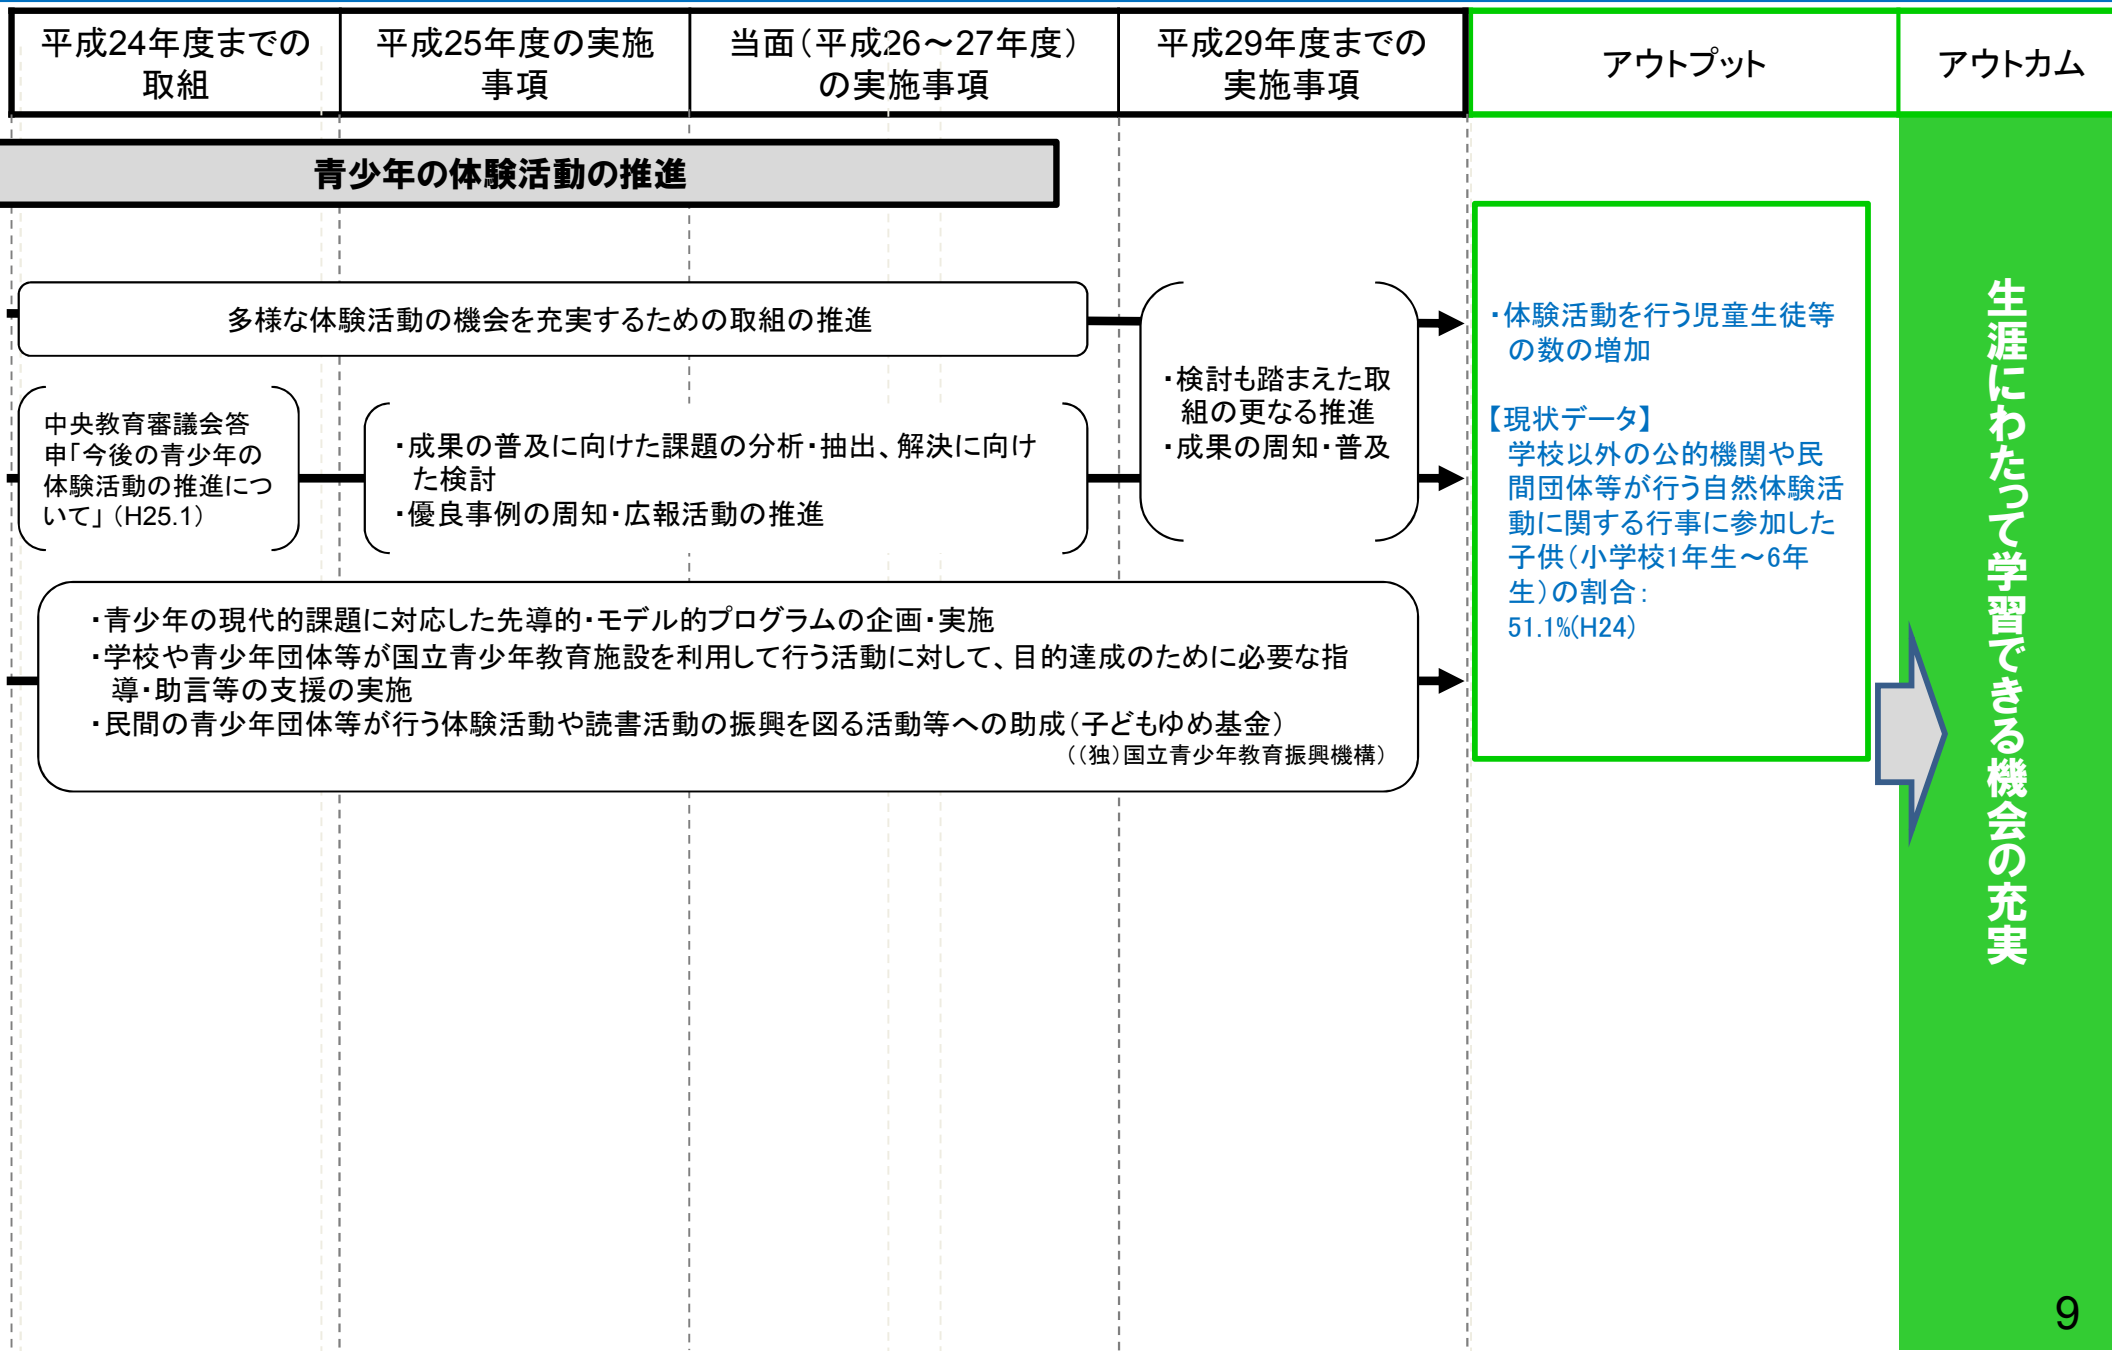 平成24年度までの
取組
平成25年度の実施
事項
当面（平成26～27年度）
の実施事項
平成29年度までの
実施事項
アウトプット
アウトカム
青少年の体験活動の推進
多様な体験活動の機会を充実するための取組の推進
中央教育審議会答
申「今後の青少年の
体験活動の推進につ
いて」（H25.1）
・成果の普及に向けた課題の分析・抽出、解決に向け
た検討
・優良事例の周知・広報活動の推進
・検討も踏まえた取
組の更なる推進
・成果の周知・普及
・青少年の現代的課題に対応した先導的・モデル的プログラムの企画・実施
・学校や青少年団体等が国立青少年教育施設を利用して行う活動に対して、目的達成のために必要な指
導・助言等の支援の実施
・民間の青少年団体等が行う体験活動や読書活動の振興を図る活動等への助成（子どもゆめ基金）
（（独）国立青少年教育振興機構）
・体験活動を行う児童生徒等
の数の増加
【現状データ】
学校以外の公的機関や民
間団体等が行う自然体験活
動に関する行事に参加した
子供（小学校1年生～6年
生）の割合：
51.1%(H24)
生涯にわたって学習できる機会の充実
9